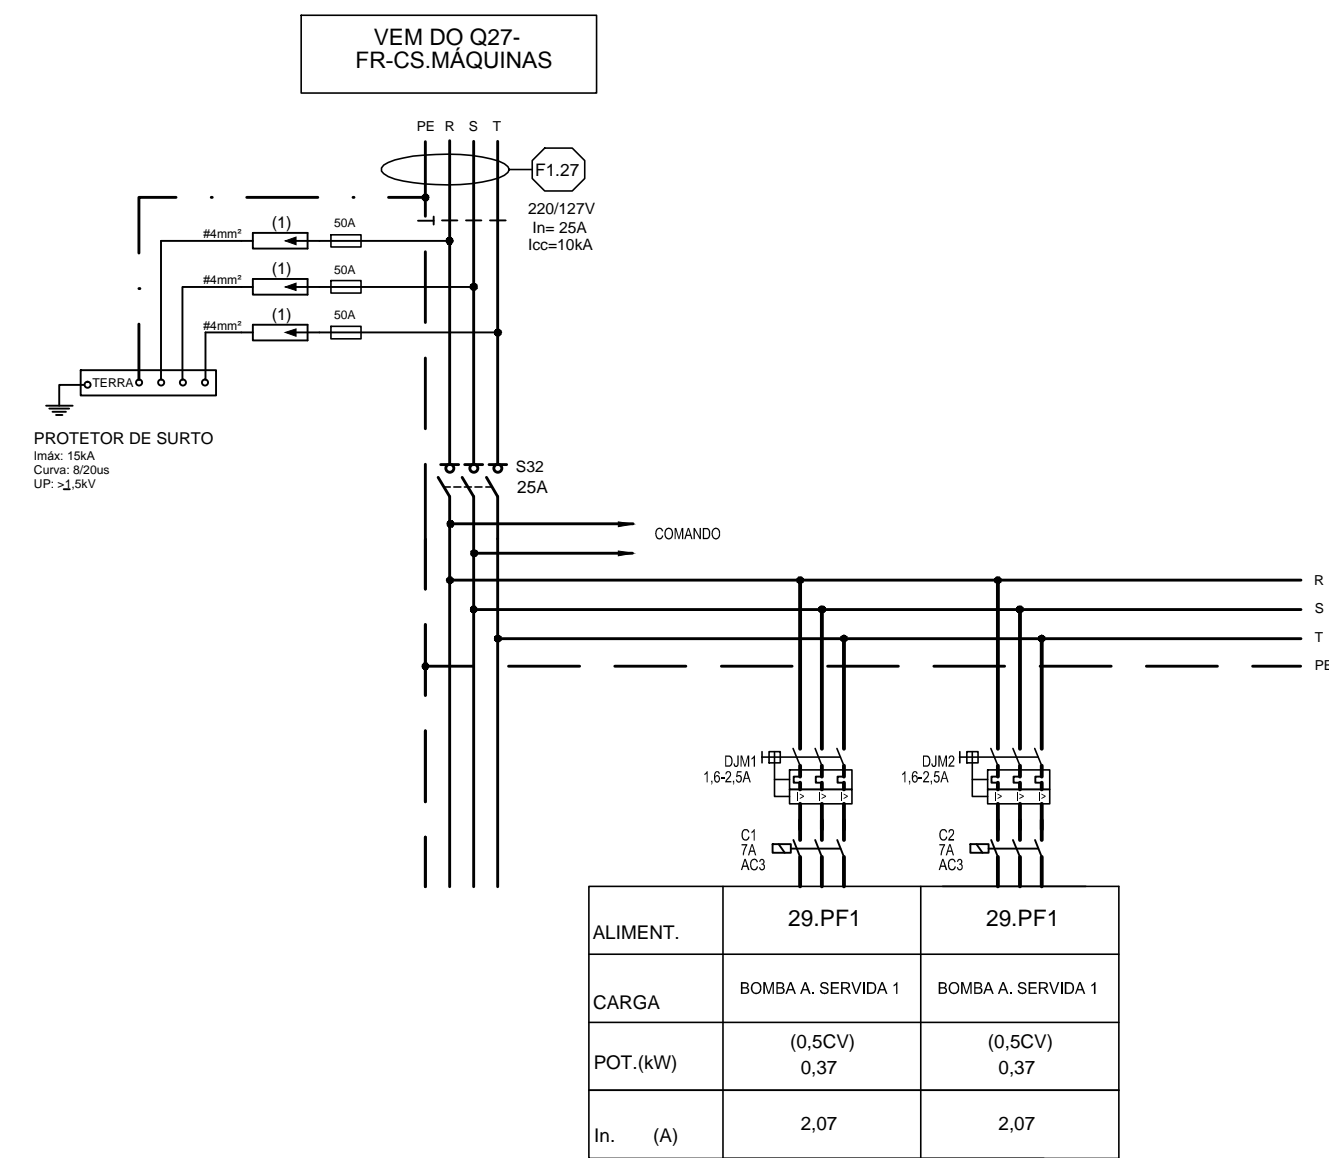 VEM DO Q27-
FR-CS.MÁQUINAS
PE R S T
F1.27
220/127V
In= 25A
Icc=10kA
#4mm² (1) 50A
#4mm² (1) 50A
#4mm² (1) 50A
TERRA
PROTETOR DE SURTO
Imáx: 15kA
Curva: 8/20us
UP: >1,5kV
S32
25A
COMANDO
R
S
T
PE
DJM1
1,6-2,5A
I> I> I>
DJM2
1,6-2,5A
I> I> I>
C1
7A
AC3
C2
7A
AC3
ALIMENT. 29.PF1 29.PF1
CARGA BOMBA A. SERVIDA 1 BOMBA A. SERVIDA 1
(0,5CV) (0,5CV)
POT.(kW) 0,37 0,37
In. (A) 2,07 2,07